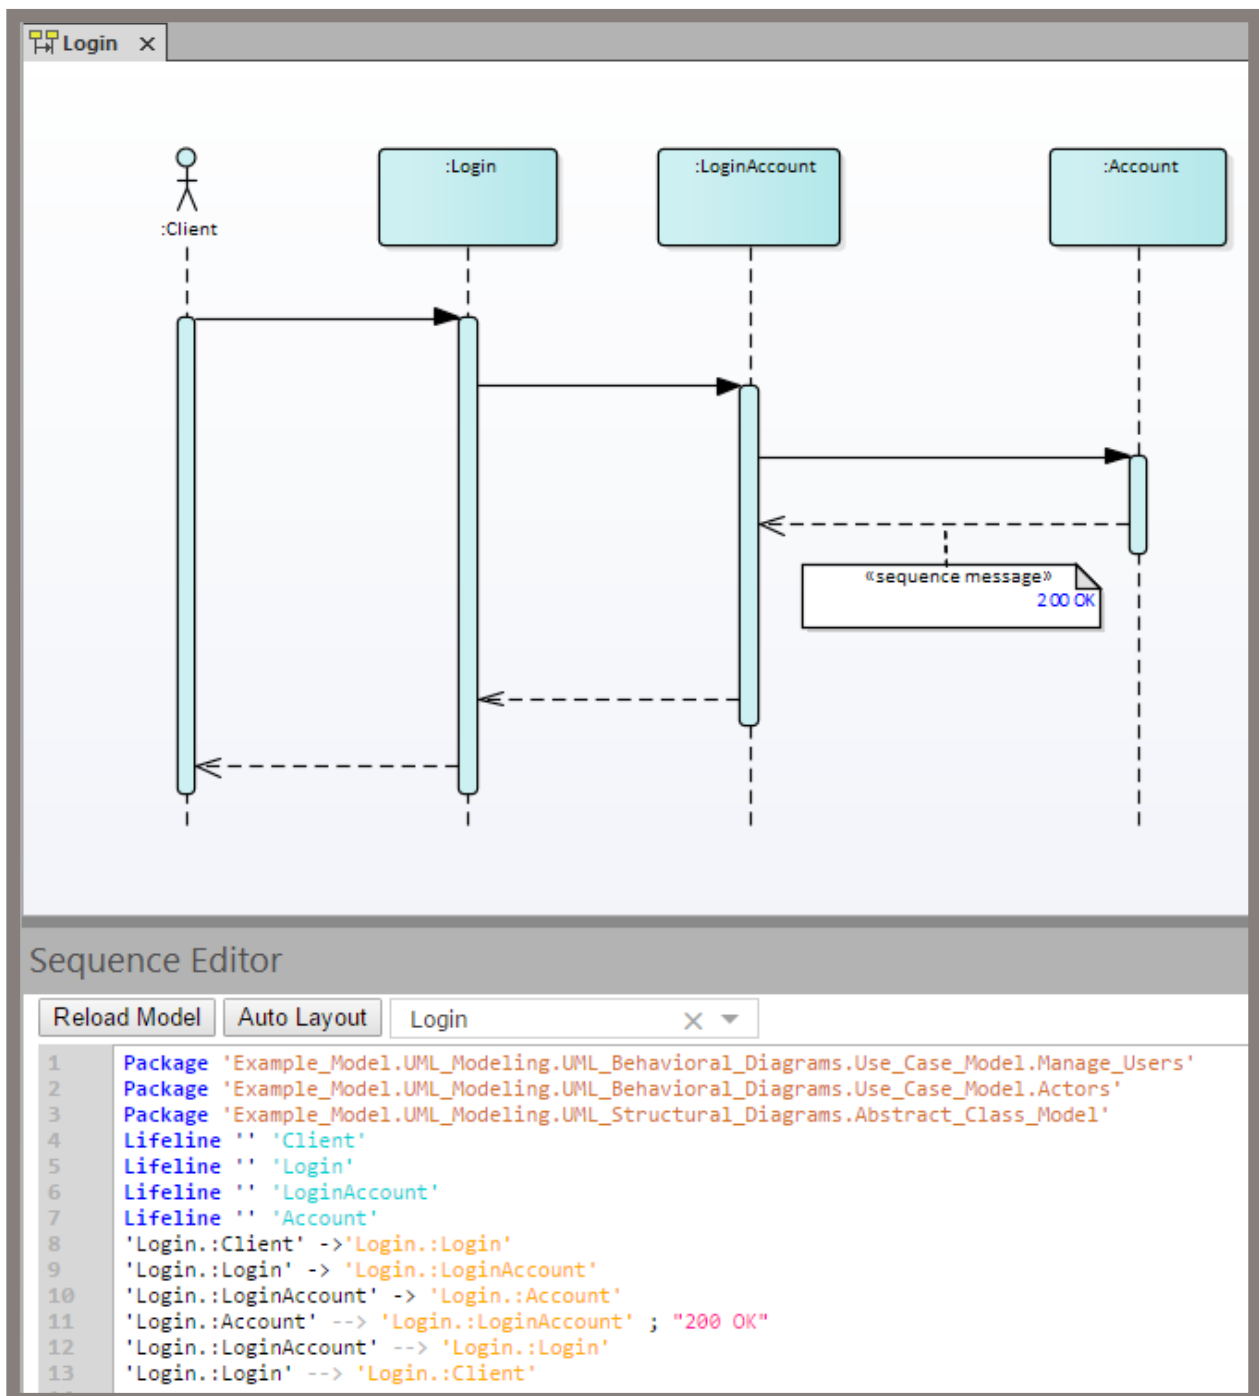 Login ×
:Client
:Login
:LoginAccount
:Account
«sequence message»
200 OK
Sequence Editor
Reload Model Auto Layout Login
1 Package 'Example_Model.UML_Modeling.UML_Behavioral_Diagrams.Use_Case_Model.Manage_Users'
2 Package 'Example_Model.UML_Modeling.UML_Behavioral_Diagrams.Use_Case_Model.Actors'
3 Package 'Example_Model.UML_Modeling.UML_Structural_Diagrams.Abstract_Class_Model'
4 Lifeline '' 'Client'
5 Lifeline '' 'Login'
6 Lifeline '' 'LoginAccount'
7 Lifeline '' 'Account'
8 'Login.:Client' ->'Login.:Login'
9 'Login.:Login' -> 'Login.:LoginAccount'
10 'Login.:LoginAccount' -> 'Login.:Account'
11 'Login.:Account' --> 'Login.:LoginAccount' ; "200 OK"
12 'Login.:LoginAccount' --> 'Login.:Login'
13 'Login.:Login' --> 'Login.:Client'